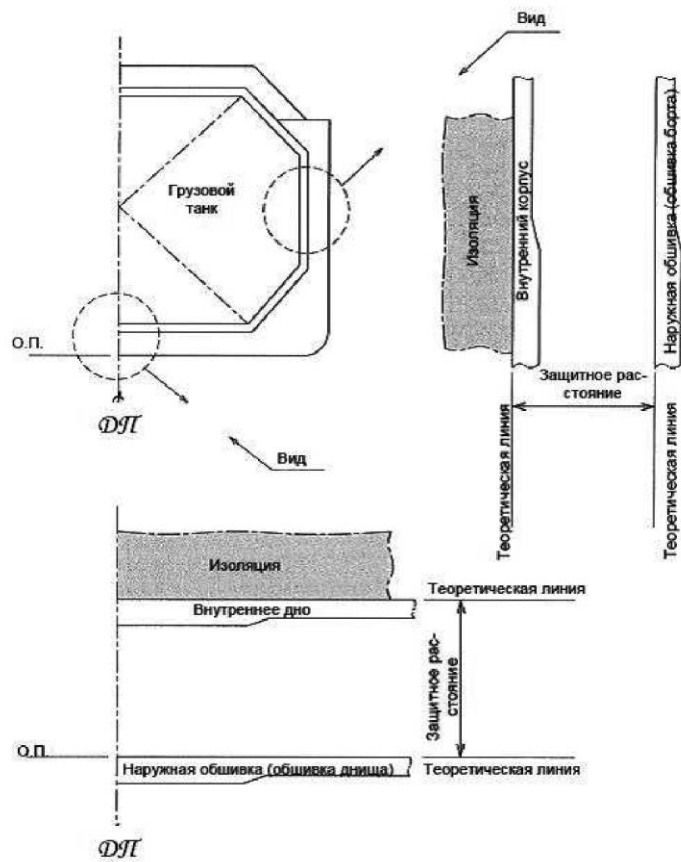 Вид
Грузовой
танк
О.П.
ДП
Изоляция
Внутренний корпус
Наружная обшивка (обшивка борта)
Защитное рас-
стояние
Теоретическая линия
Теоретическая линия
Вид
Изоляция
Внутреннее дно
Теоретическая линия
Защитное рас-
стояние
О.П.
Наружная обшивка (обшивка днища)
Теоретическая линия
ДП